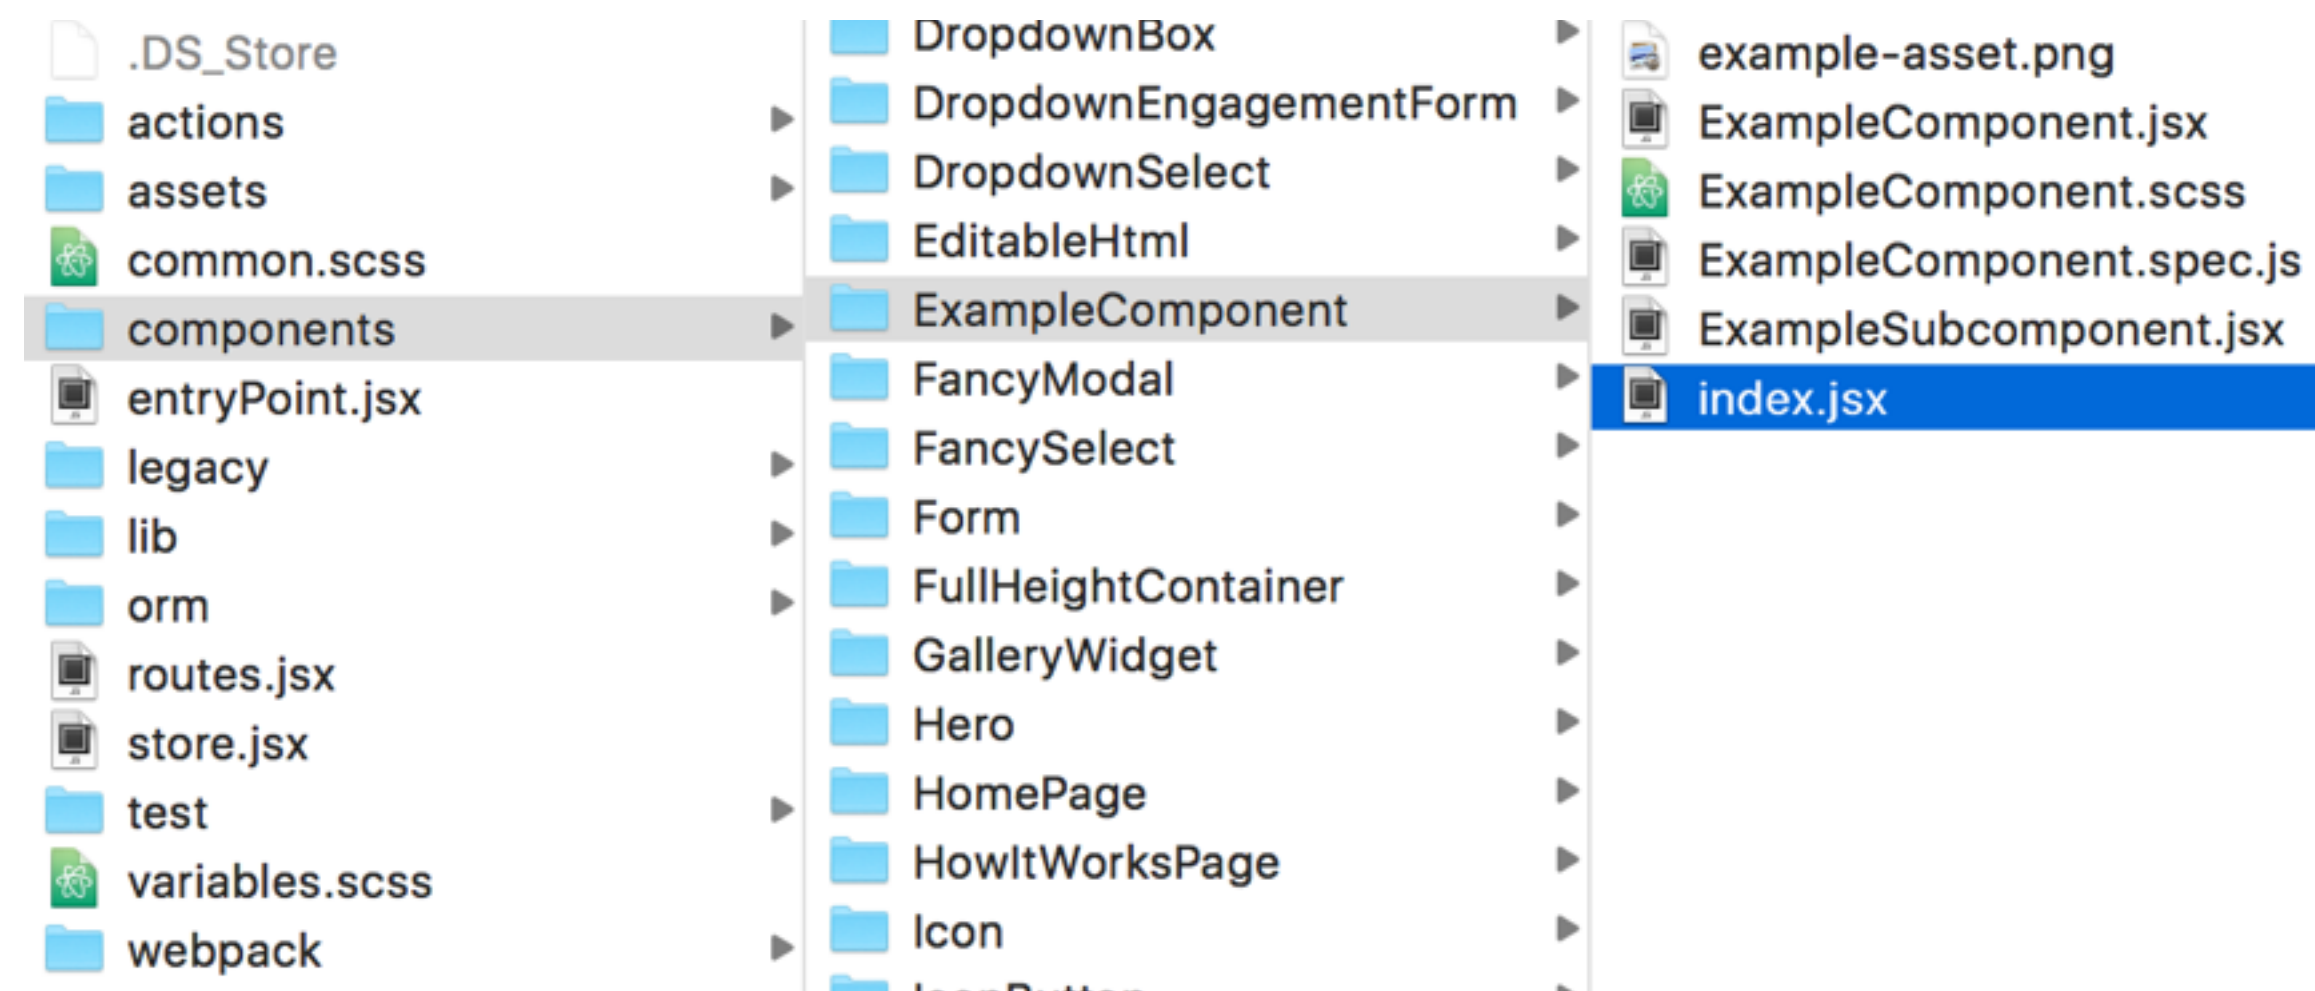 .DS_Store
actions
assets
common.scss
components
entryPoint.jsx
legacy
lib
orm
routes.jsx
store.jsx
test
variables.scss
webpack
DropdownBox
DropdownEngagementForm
DropdownSelect
EditableHtml
ExampleComponent
FancyModal
FancySelect
Form
FullHeightContainer
GalleryWidget
Hero
HomePage
HowItWorksPage
Icon
example-asset.png
ExampleComponent.jsx
ExampleComponent.scss
ExampleComponent.spec.js
ExampleSubcomponent.jsx
index.jsx